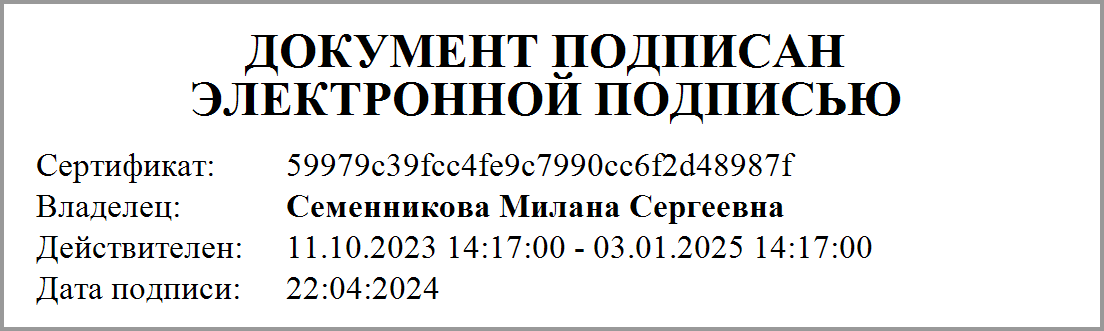 ДОКУМЕНТ ПОДПИСАН
ЭЛЕКТРОННОЙ ПОДПИСЬЮ
Сертификат: 59979c39fcc4fe9c7990cc6f2d48987f
Владелец: Семенникова Милана Сергеевна
Действителен: 11.10.2023 14:17:00 - 03.01.2025 14:17:00
Дата подписи: 22:04:2024